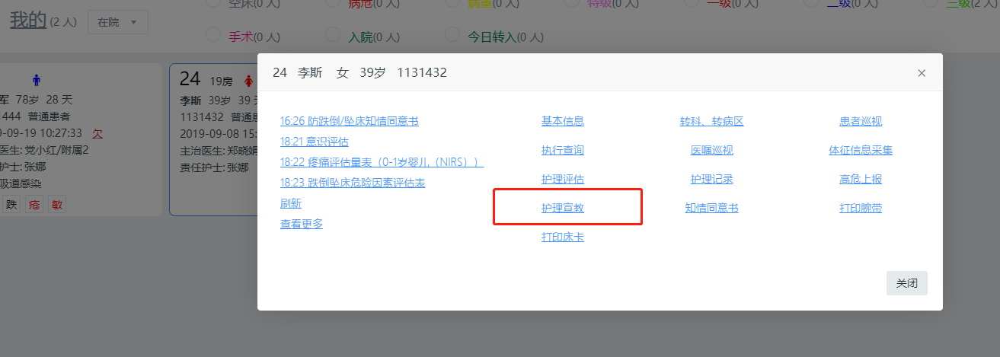 我的 (2 人) 在院
空床(0 人) 病危(0 人) 病重(0 人) 特级(0 人) 一级(0 人) 二级(0 人) 三级(2 人)
手术(0 人) 入院(0 人) 今日转入(0 人)
军 78岁 28 天
1444 普通患者
9-09-19 10:27:33 欠
医生: 党小红/附属2
护士: 张娜
吸道感染
跌 疼 敏
24 19房
李斯 39岁 39 天
1131432 普通患
2019-09-08 15:
主治医生: 郑晓娟
责任护士: 张娜
24 李斯 女 39岁 1131432 ×
16:26 防跌倒/坠床知情同意书
18:21 意识评估
18:22 疼痛评估量表（0-1岁婴儿（NIRS））
18:23 跌倒坠床危险因素评估表
刷新
查看更多
基本信息 转科、转病区 患者巡视
执行查询 医嘱巡视 体征信息采集
护理评估 护理记录 高危上报
护理宣教 知情同意书 打印腕带
打印床卡
关闭